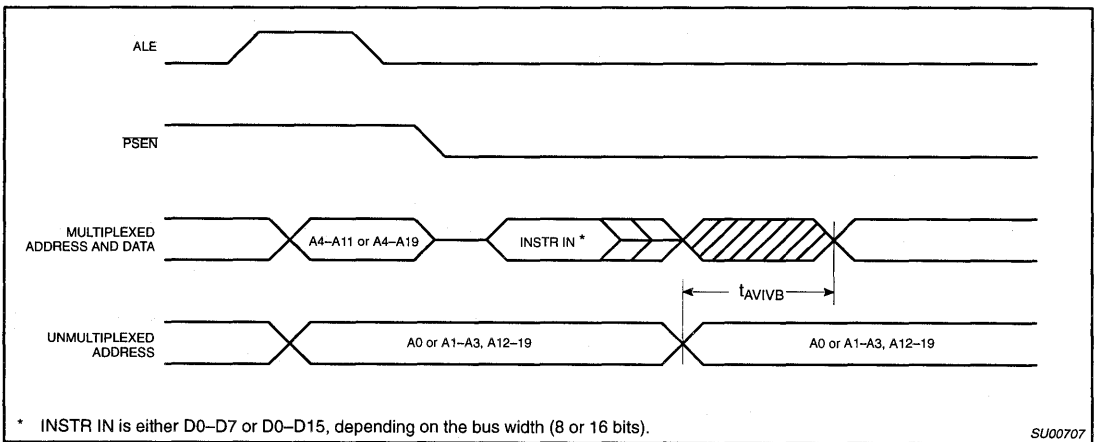 ALE
PSEN
MULTIPLEXED
ADDRESS AND DATA
A4–A11 or A4–A19
INSTR IN *
tAVIVB
UNMULTIPLEXED
ADDRESS
A0 or A1–A3, A12–19
A0 or A1–A3, A12–19
* INSTR IN is either D0–D7 or D0–D15, depending on the bus width (8 or 16 bits).
SU00707